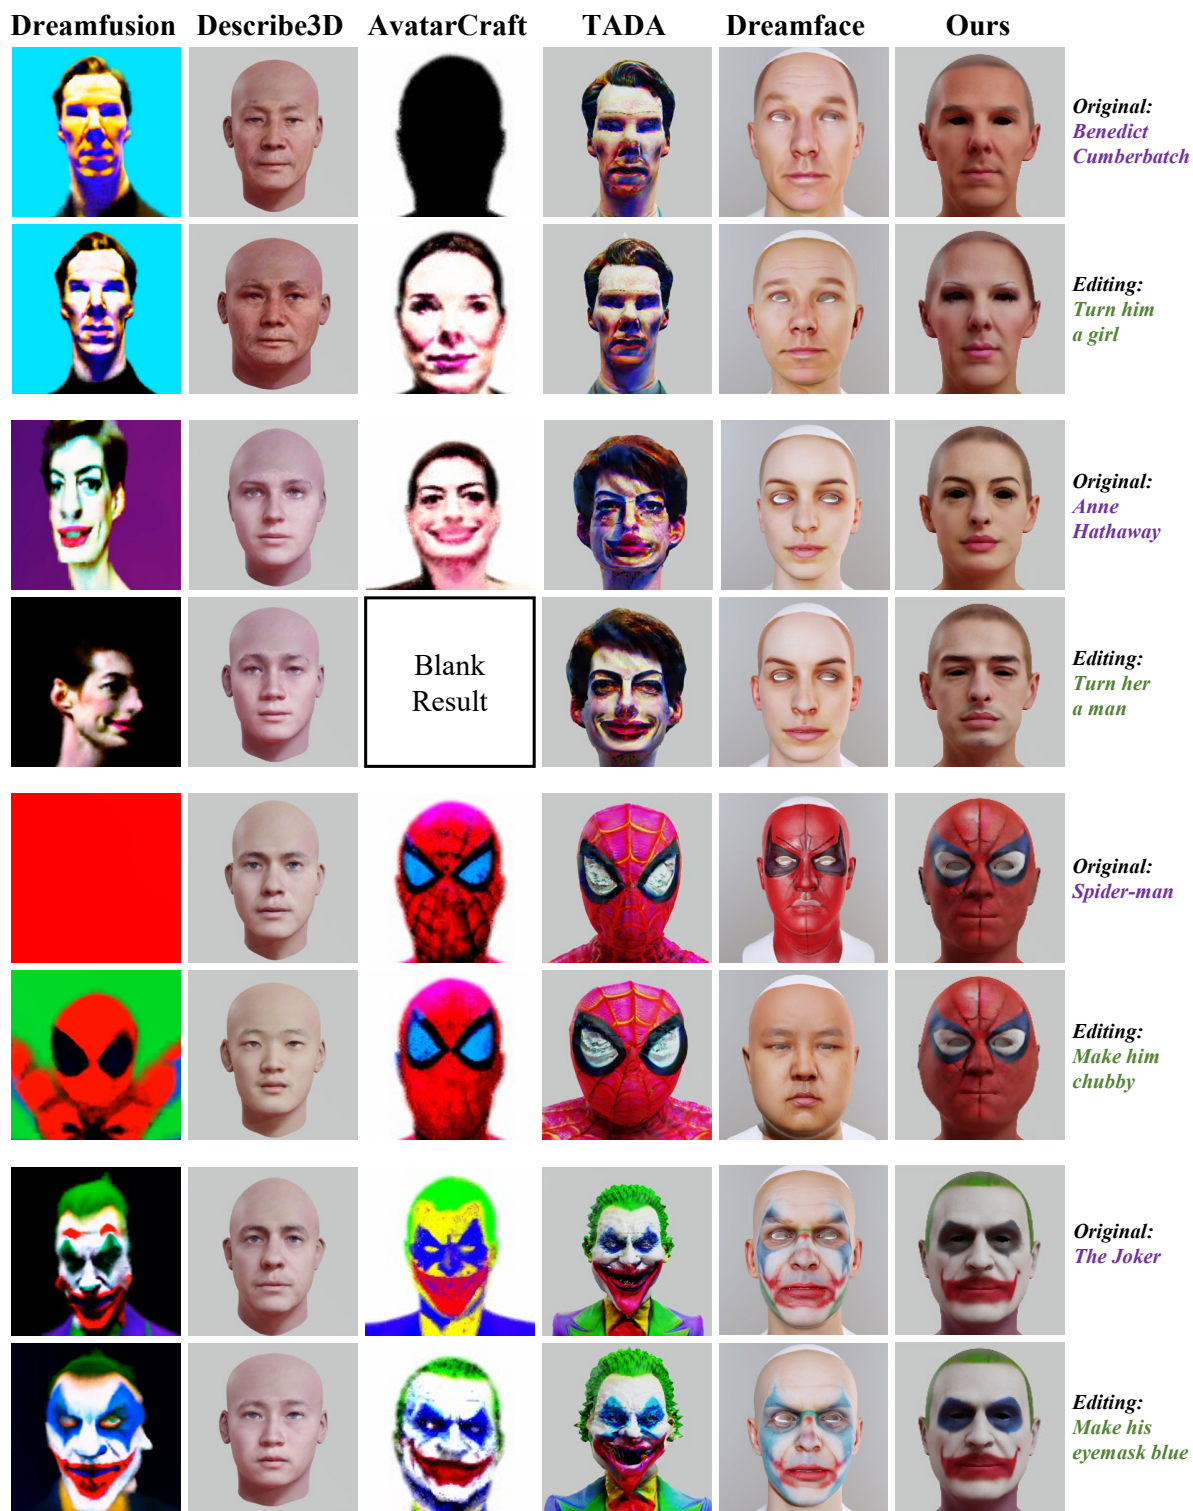 Dreamfusion Describe3D AvatarCraft TADA Dreamface Ours
Original:
Benedict
Cumberbatch
Editing:
Turn him
a girl
Original:
Anne
Hathaway
Blank
Result
Editing:
Turn her
a man
Original:
Spider-man
Editing:
Make him
chubby
Original:
The Joker
Editing:
Make his
eyemask blue